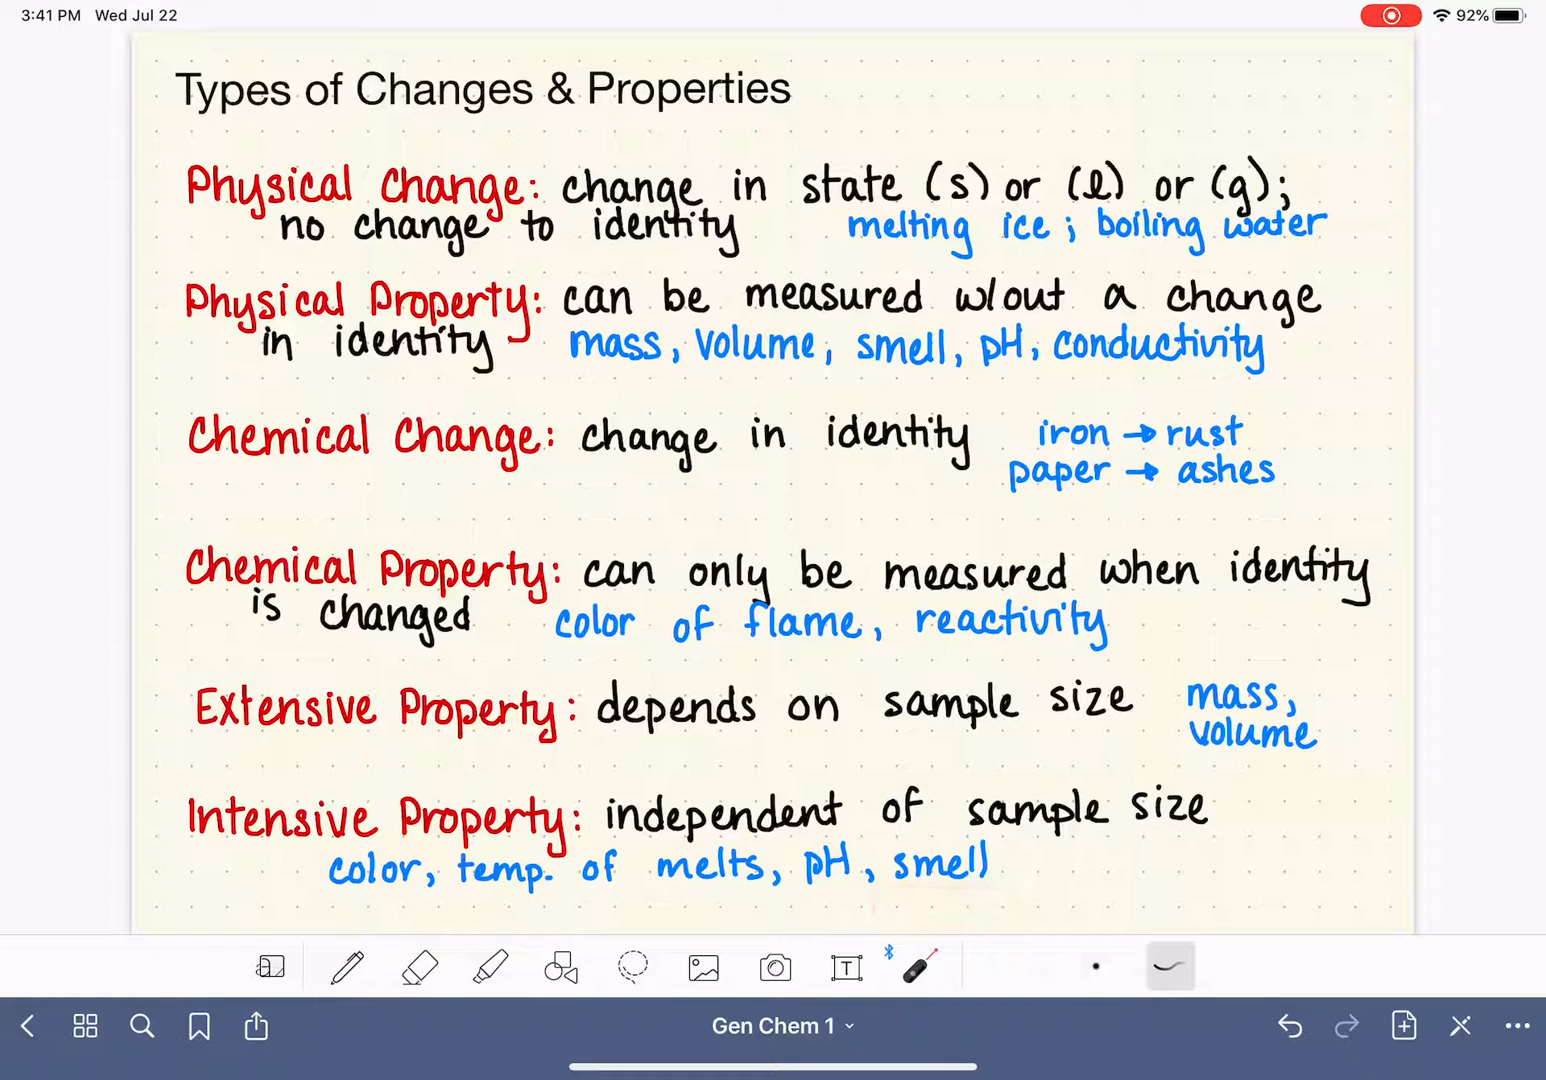 3:41 PM Wed Jul 22
92%
Types of Changes & Properties
Physical Change: change in state (s) or (l) or (g);
no change to identity melting ice; boiling water
Physical Property: can be measured w/out a change
in identity mass, volume, smell, pH, conductivity
Chemical Change: change in identity iron → rust
paper → ashes
Chemical Property: can only be measured when identity
is changed color of flame, reactivity
Extensive Property: depends on sample size mass,
volume
Intensive Property: independent of sample size
color, temp. of melts, pH, smell
T
Gen Chem 1